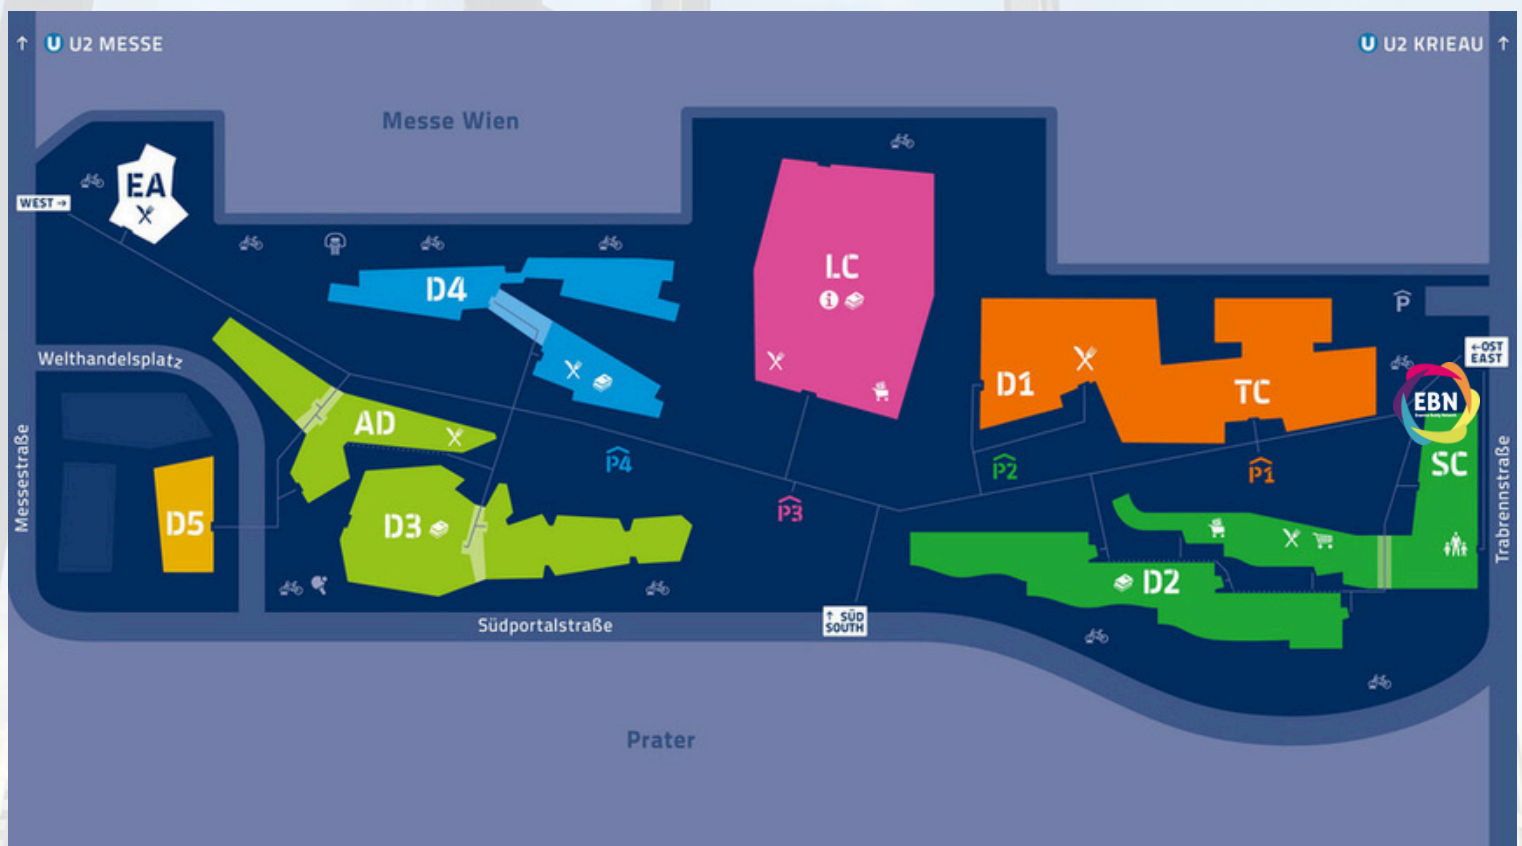 ↑ U U2 MESSE
U U2 KRIEAU ↑
Messe Wien
EA
WEST →
D4
LC
i
P
← OST
EAST
Welthandelsplatz
D1
TC
EBN
AD
P4
P2
P1
SC
Messestraße
P3
Trabrennstraße
D5
D3
D2
Südportalstraße
↑ SÜD
SOUTH
Prater